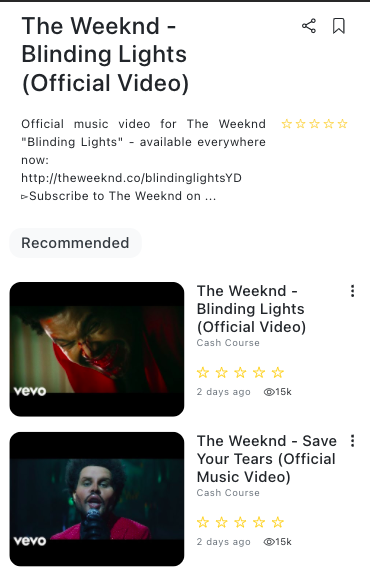 The Weeknd -
Blinding Lights
(Official Video)
Official music video for The Weeknd
"Blinding Lights" - available everywhere
now:
http://theweeknd.co/blindinglightsYD
▻Subscribe to The Weeknd on ...
Recommended
The Weeknd -
Blinding Lights
(Official Video)
Cash Course
2 days ago 15k
vevo
The Weeknd - Save
Your Tears (Official
Music Video)
Cash Course
2 days ago 15k
vevo